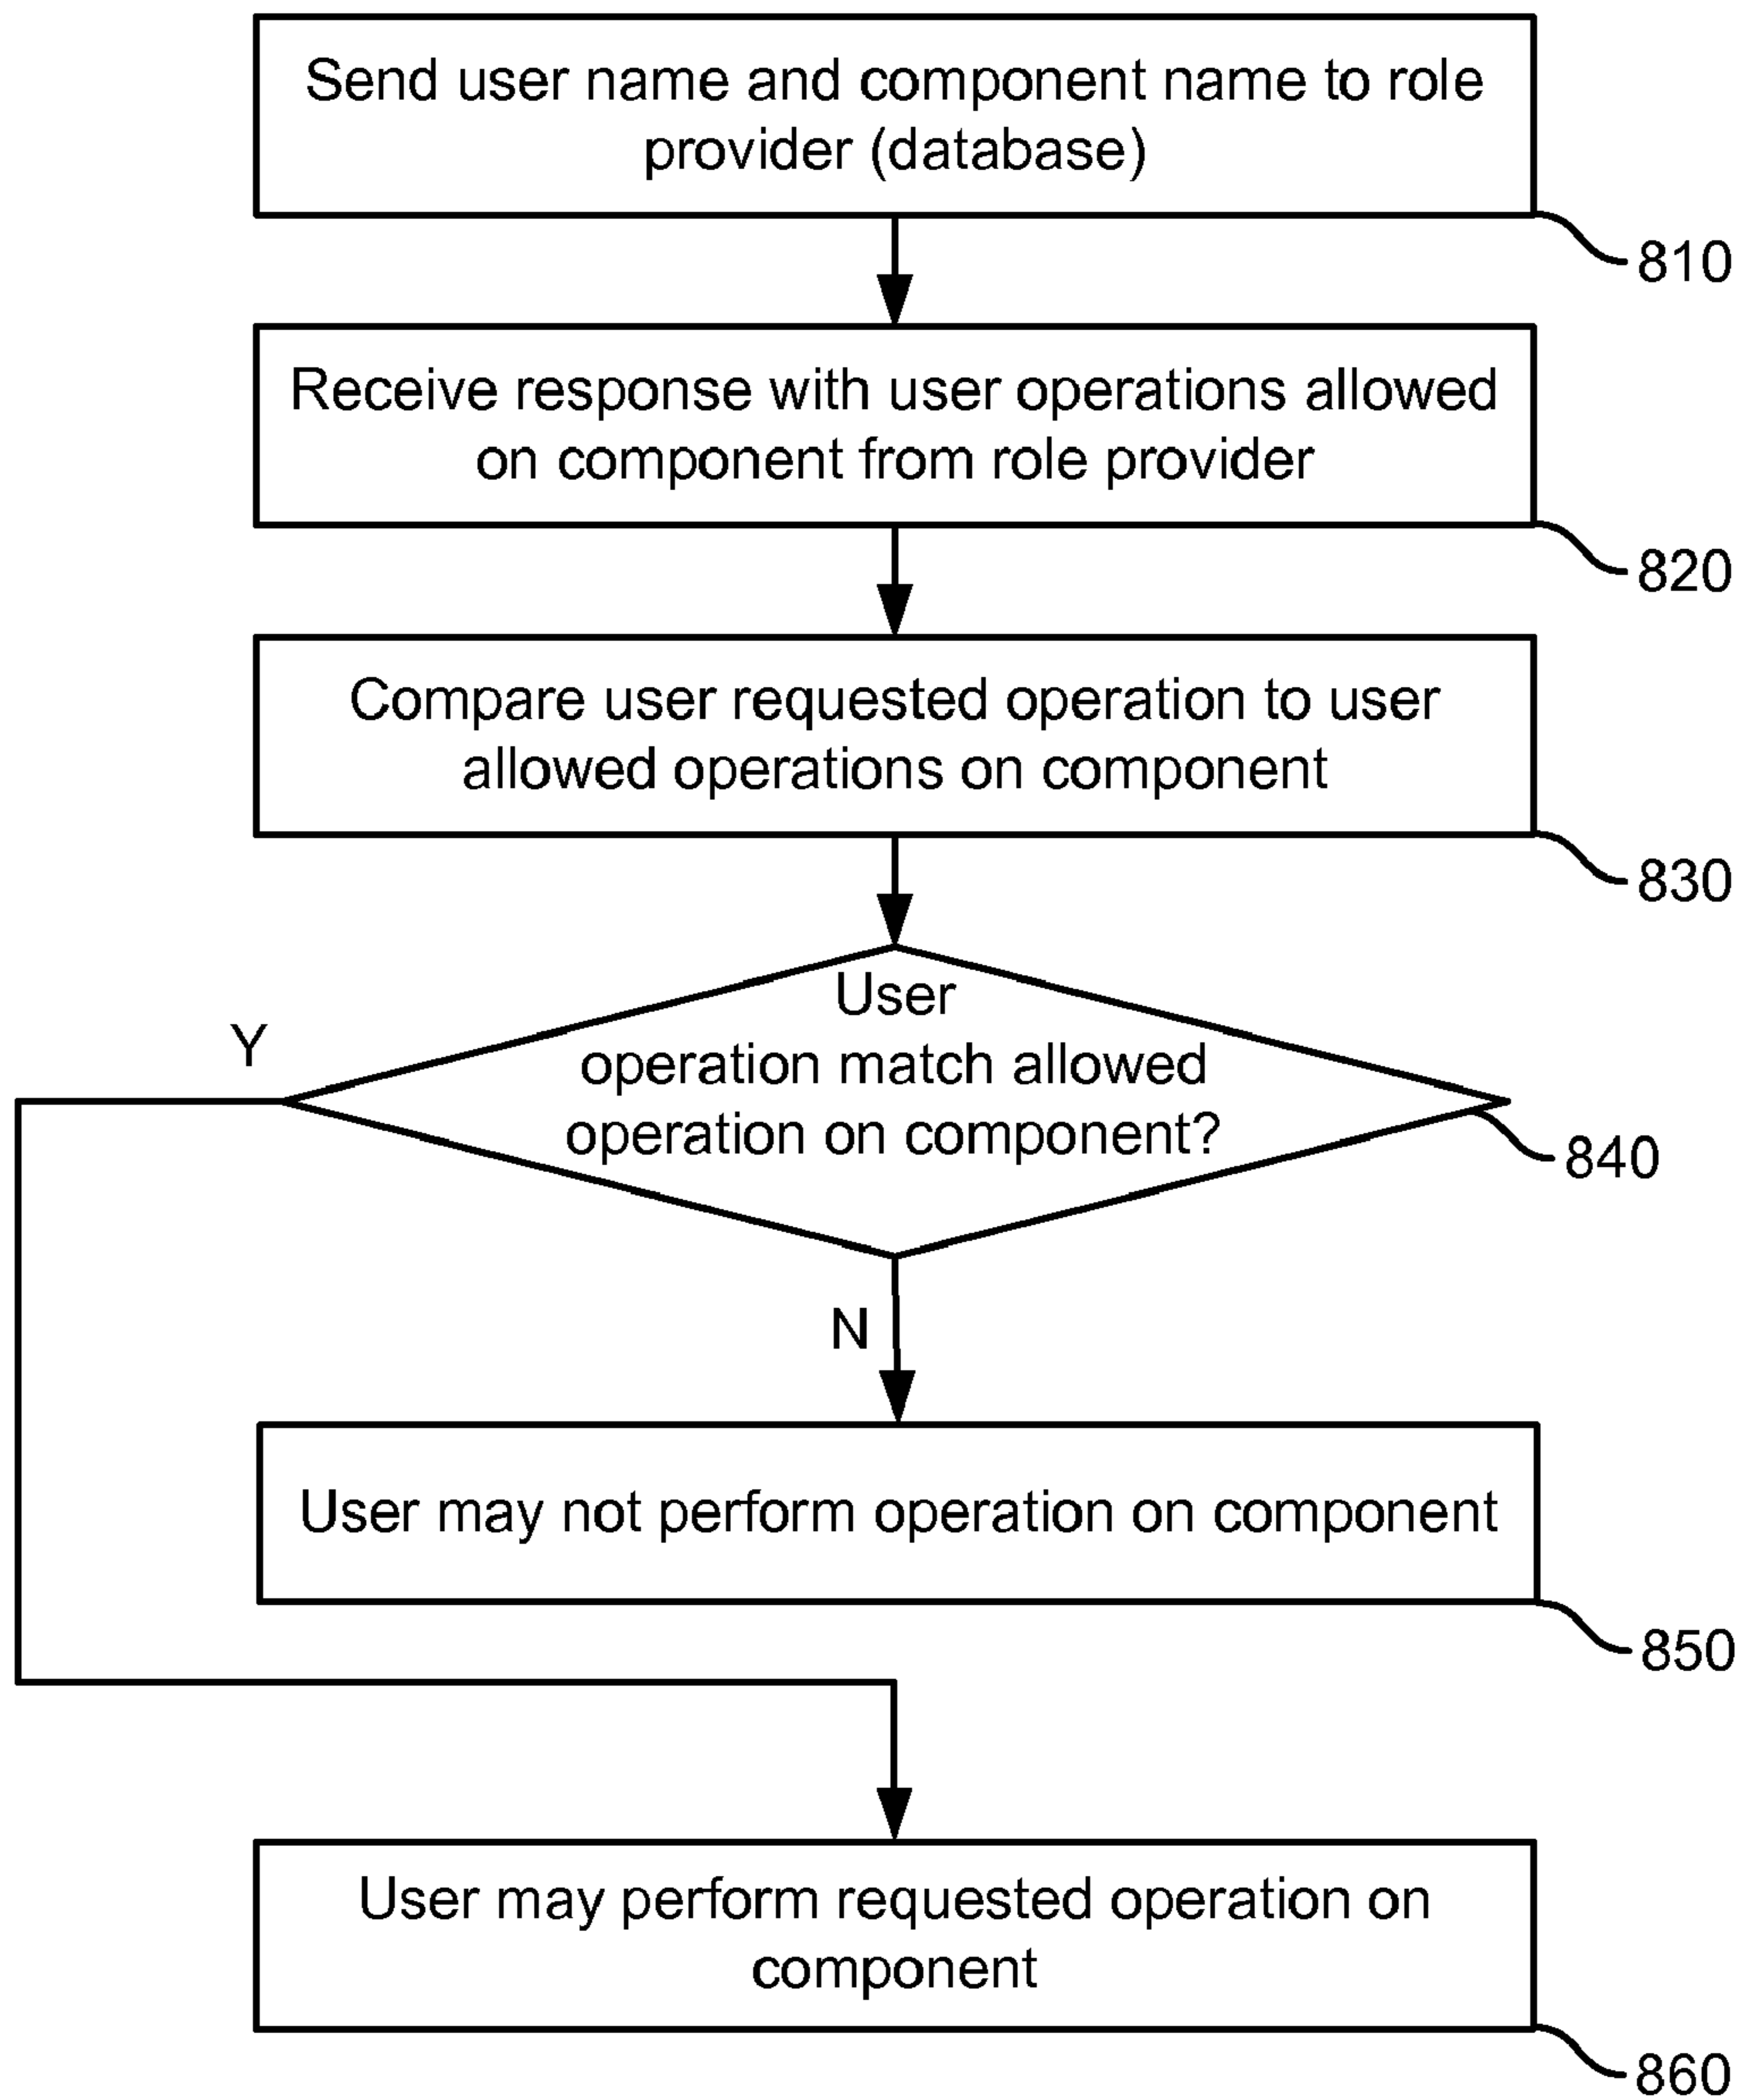 Send user name and component name to role
provider (database)
810
Receive response with user operations allowed
on component from role provider
820
Compare user requested operation to user
allowed operations on component
830
User
operation match allowed
operation on component?
Y
840
N
User may not perform operation on component
850
User may perform requested operation on
component
860